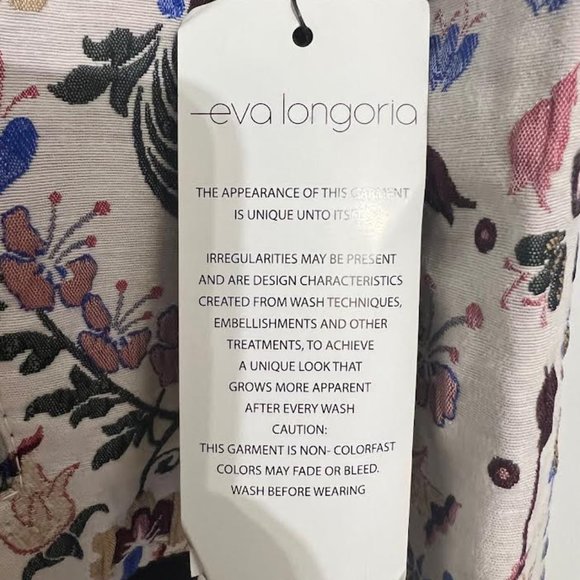 eva longoria
THE APPEARANCE OF THIS GARMENT
IS UNIQUE UNTO ITSELF.
IRREGULARITIES MAY BE PRESENT
AND ARE DESIGN CHARACTERISTICS
CREATED FROM WASH TECHNIQUES,
EMBELLISHMENTS AND OTHER
TREATMENTS, TO ACHIEVE
A UNIQUE LOOK THAT
GROWS MORE APPARENT
AFTER EVERY WASH
CAUTION:
THIS GARMENT IS NON- COLORFAST
COLORS MAY FADE OR BLEED.
WASH BEFORE WEARING